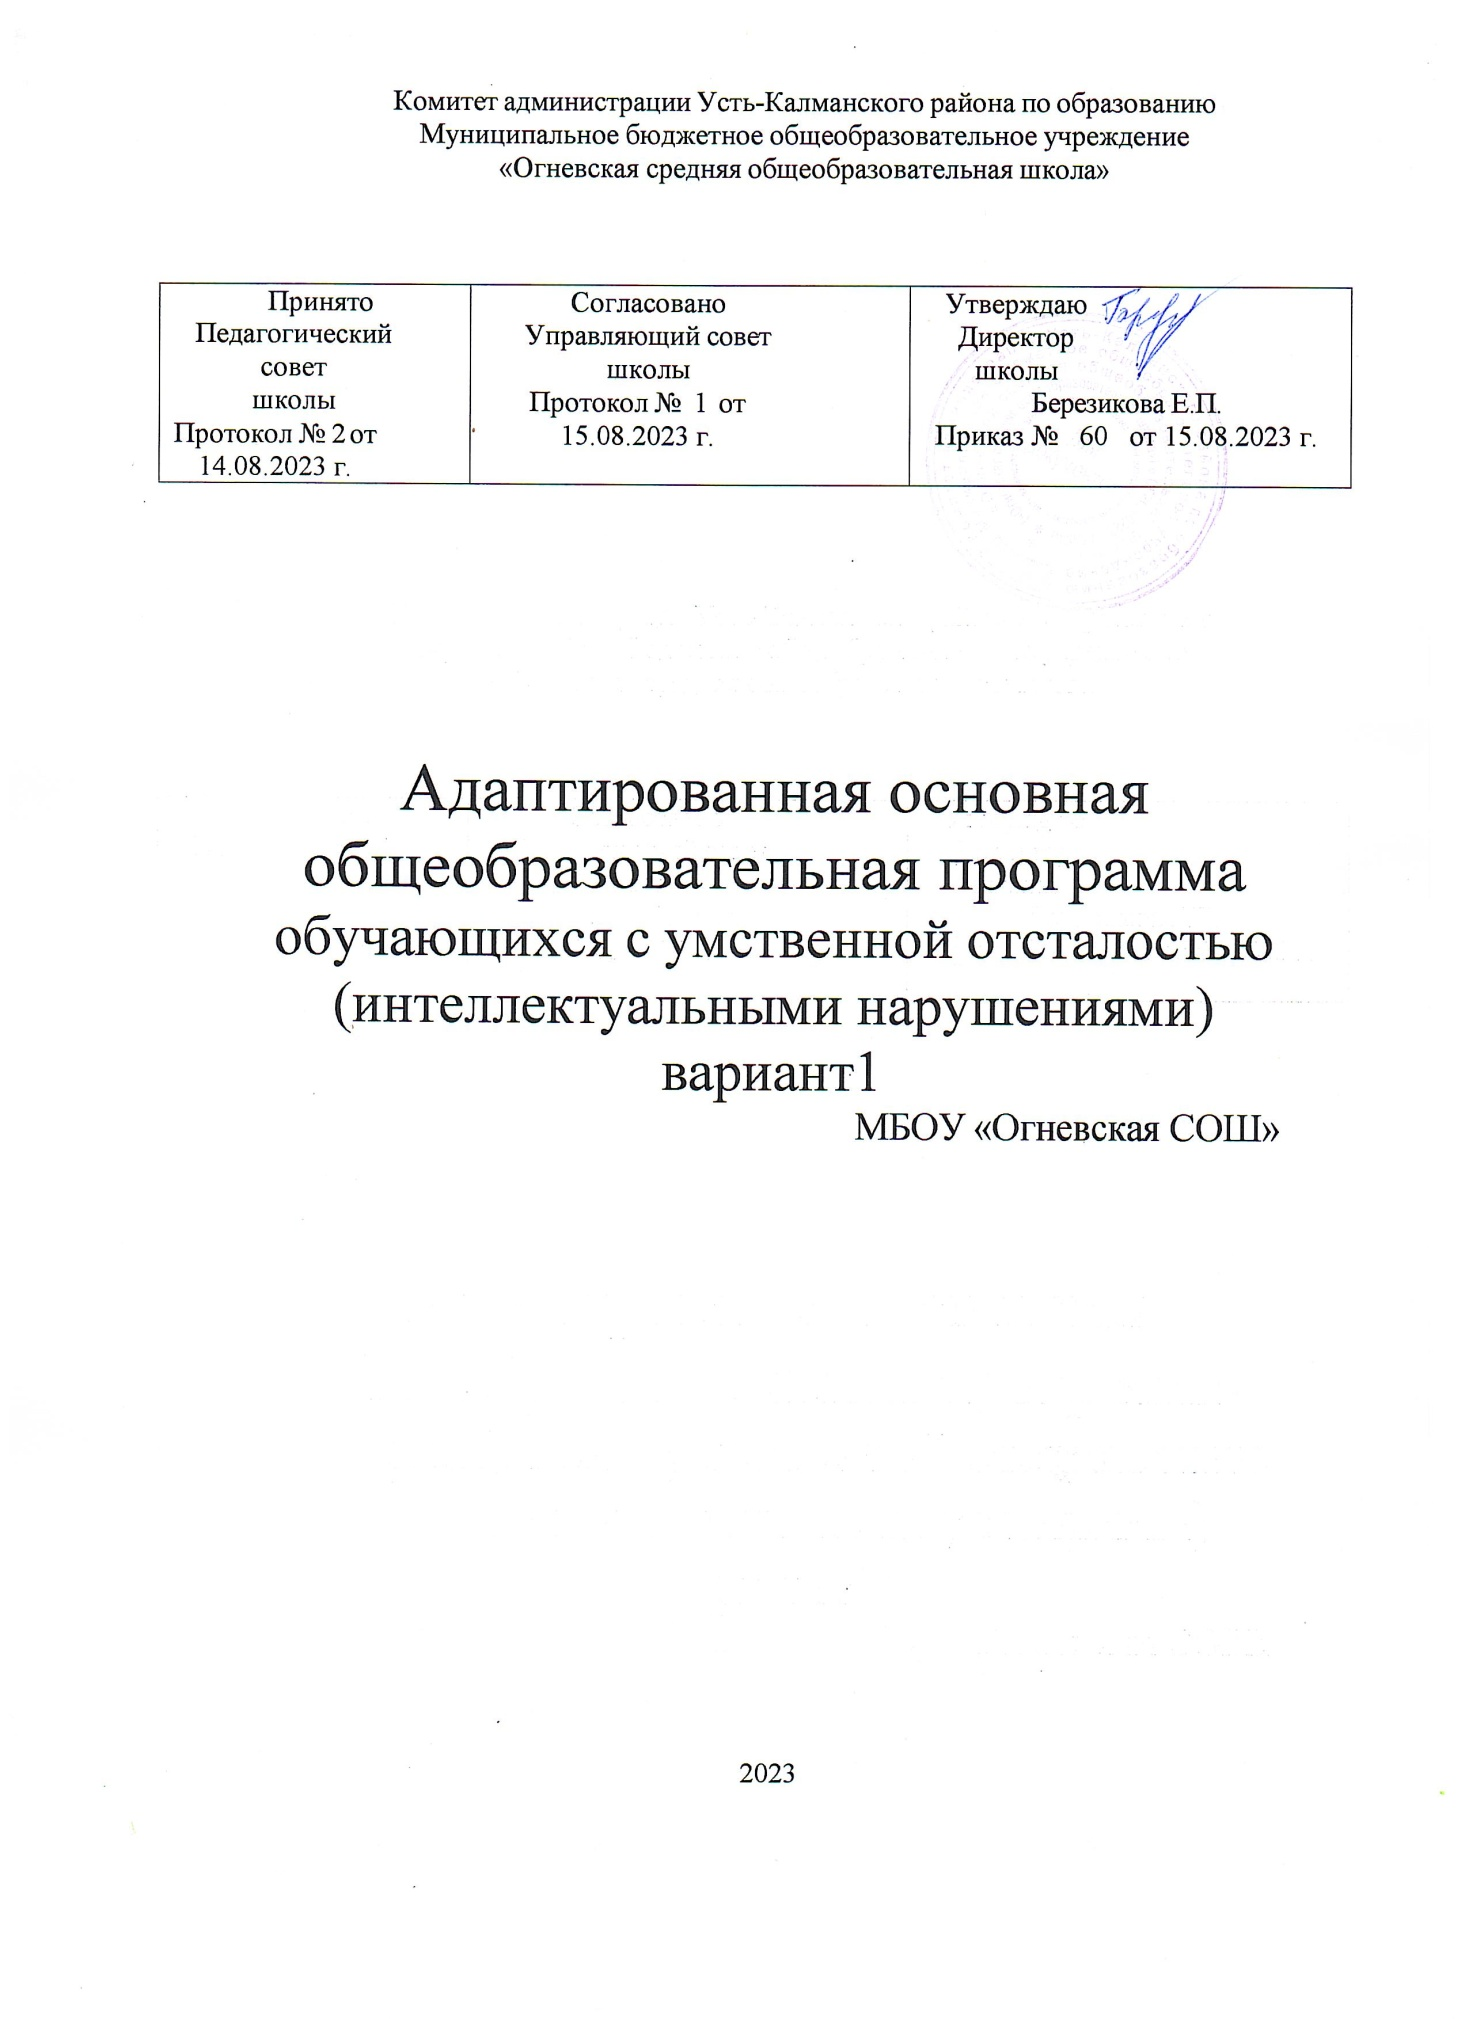 Комитет администрации Усть-Калманского района по образованию
Муниципальное бюджетное общеобразовательное учреждение
«Огневская средняя общеобразовательная школа»
Принято
Педагогический
совет
школы
Протокол № 2 от
14.08.2023 г.
Согласовано
Управляющий совет
школы
Протокол № 1 от
15.08.2023 г.
Утверждаю
Директор
школы
Березикова Е.П.
Приказ № 60 от 15.08.2023 г.
Адаптированная основная
общеобразовательная программа
обучающихся с умственной отсталостью
(интеллектуальными нарушениями)
вариант1
МБОУ «Огневская СОШ»
2023